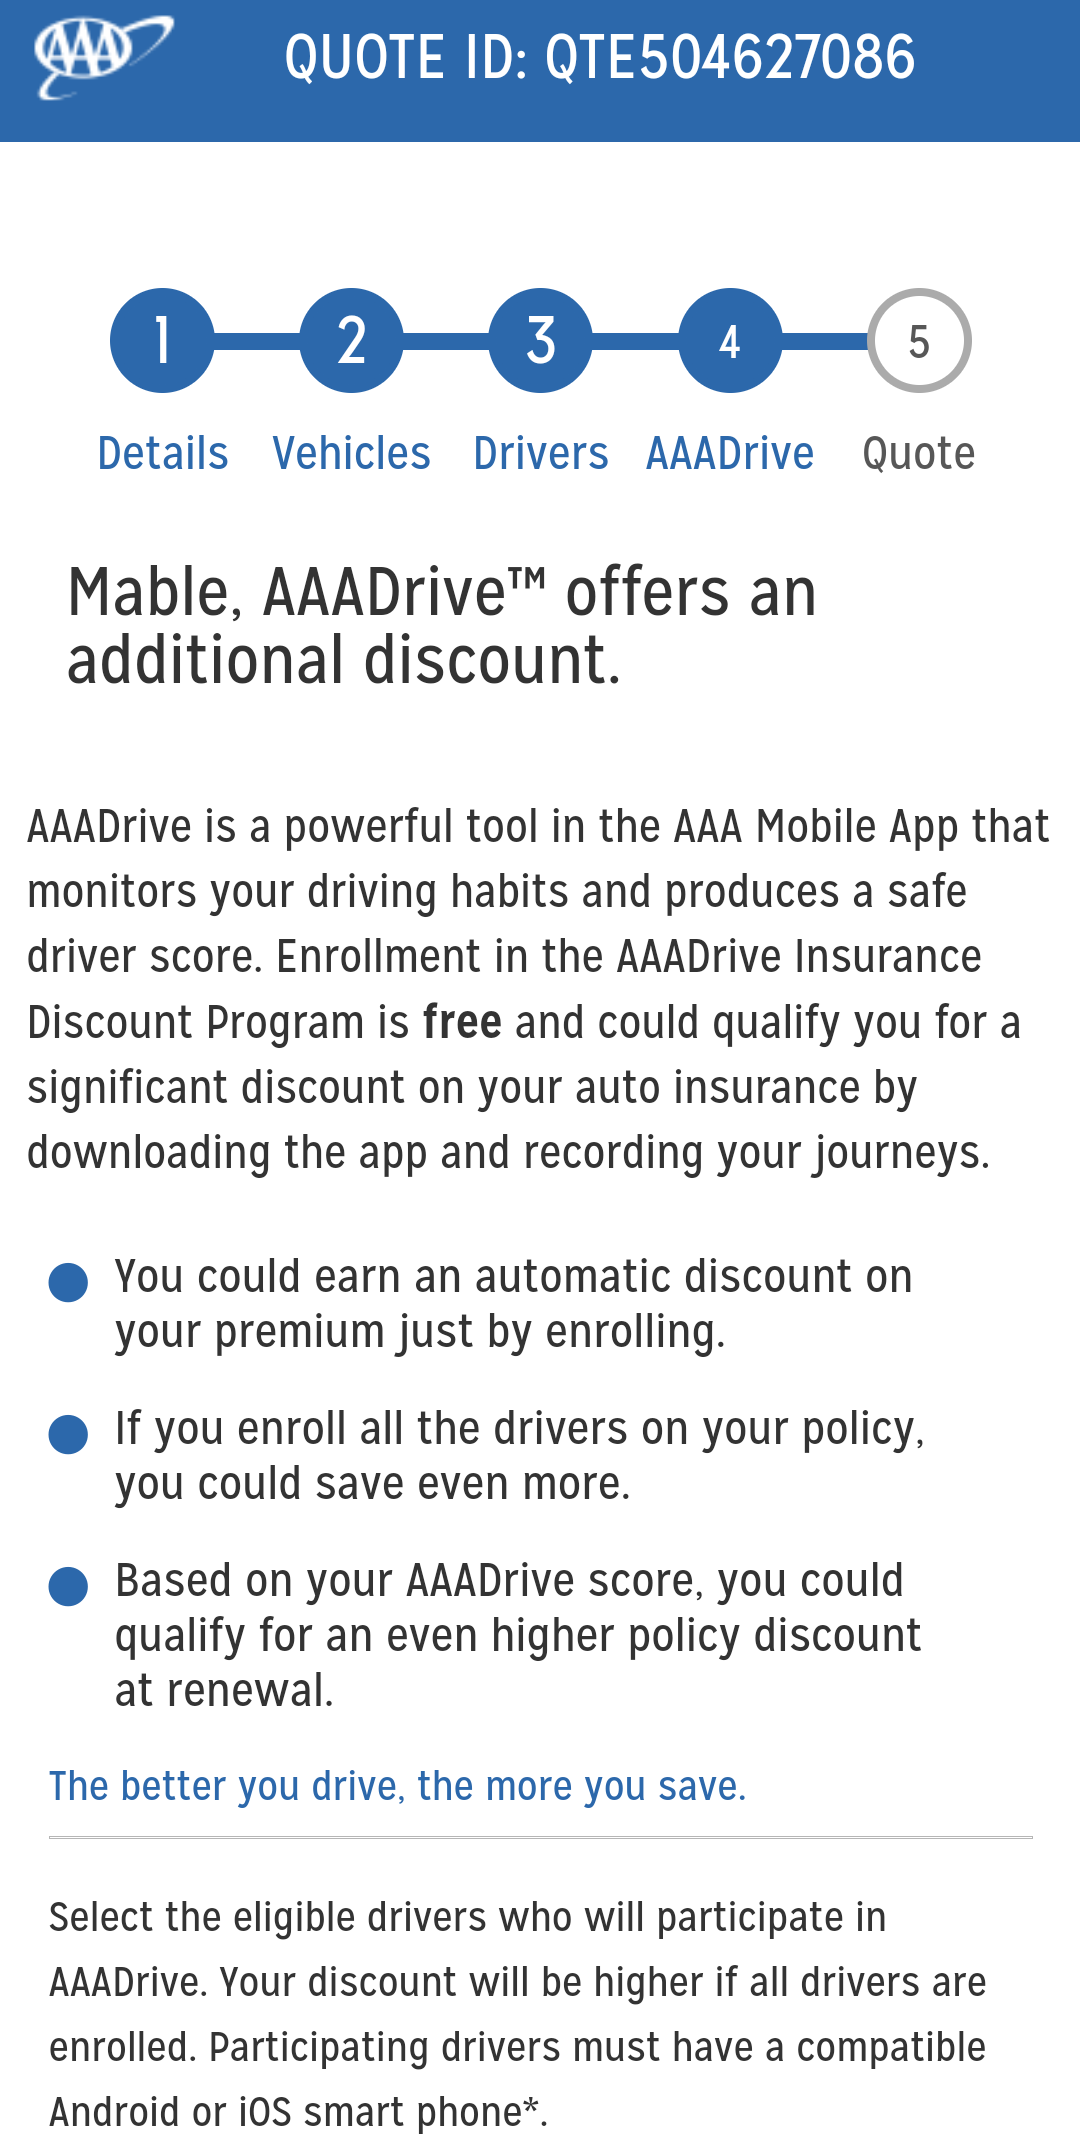 AAA
QUOTE ID: QTE504627086
1
2
3
4
5
Details
Vehicles
Drivers
AAADrive
Quote
Mable, AAADrive™ offers an
additional discount.
AAADrive is a powerful tool in the AAA Mobile App that
monitors your driving habits and produces a safe
driver score. Enrollment in the AAADrive Insurance
Discount Program is free and could qualify you for a
significant discount on your auto insurance by
downloading the app and recording your journeys.
You could earn an automatic discount on
your premium just by enrolling.
If you enroll all the drivers on your policy,
you could save even more.
Based on your AAADrive score, you could
qualify for an even higher policy discount
at renewal.
The better you drive, the more you save.
Select the eligible drivers who will participate in
AAADrive. Your discount will be higher if all drivers are
enrolled. Participating drivers must have a compatible
Android or iOS smart phone*.